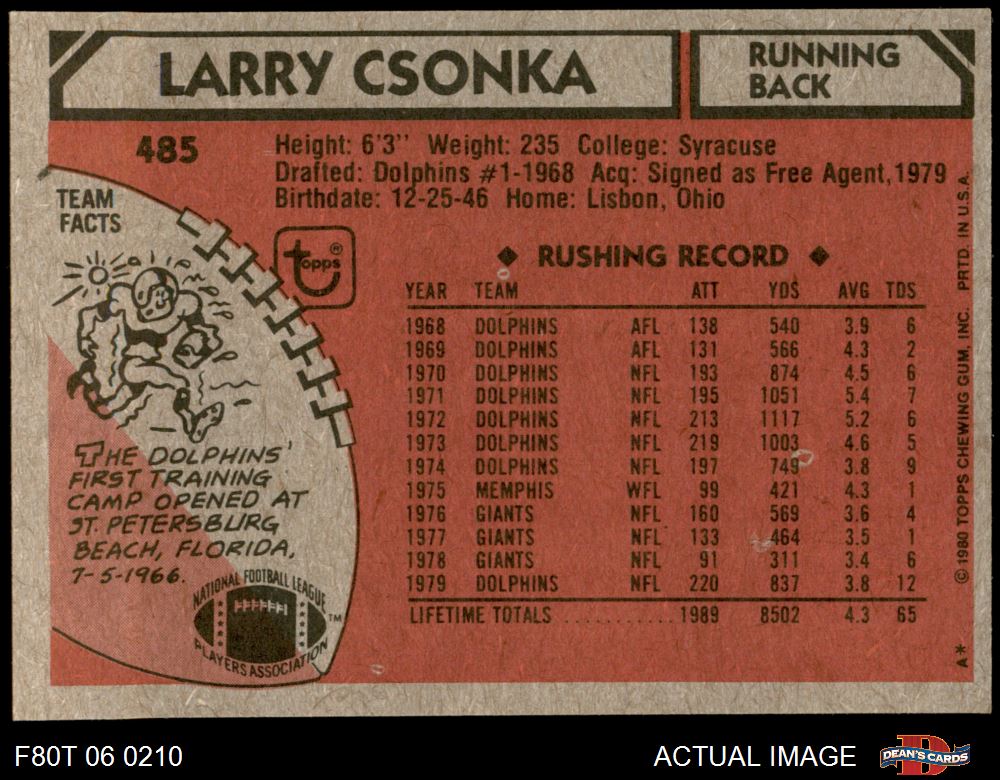 LARRY CSONKA
RUNNING
BACK
485
Height: 6'3'' Weight: 235 College: Syracuse
Drafted: Dolphins #1-1968 Acq: Signed as Free Agent, 1979
Birthdate: 12-25-46 Home: Lisbon, Ohio
TEAM
FACTS
topps®
◆ RUSHING RECORD ◆
YEAR TEAM ATT YDS AVG TDS
1968 DOLPHINS AFL 138 540 3.9 6
1969 DOLPHINS AFL 131 566 4.3 2
1970 DOLPHINS NFL 193 874 4.5 6
1971 DOLPHINS NFL 195 1051 5.4 7
1972 DOLPHINS NFL 213 1117 5.2 6
1973 DOLPHINS NFL 219 1003 4.6 5
1974 DOLPHINS NFL 197 749 3.8 9
1975 MEMPHIS WFL 99 421 4.3 1
1976 GIANTS NFL 160 569 3.6 4
1977 GIANTS NFL 133 464 3.5 1
1978 GIANTS NFL 91 311 3.4 6
1979 DOLPHINS NFL 220 837 3.8 12
LIFETIME TOTALS ........... 1989 8502 4.3 65
THE DOLPHINS'
FIRST TRAINING
CAMP OPENED AT
ST. PETERSBURG
BEACH, FLORIDA,
7-5-1966.
NATIONAL FOOTBALL LEAGUE
PLAYERS ASSOCIATION
TM
A* © 1980 TOPPS CHEWING GUM, INC. PRTD. IN U.S.A.
F80T 06 0210
ACTUAL IMAGE
DEAN'S CARDS